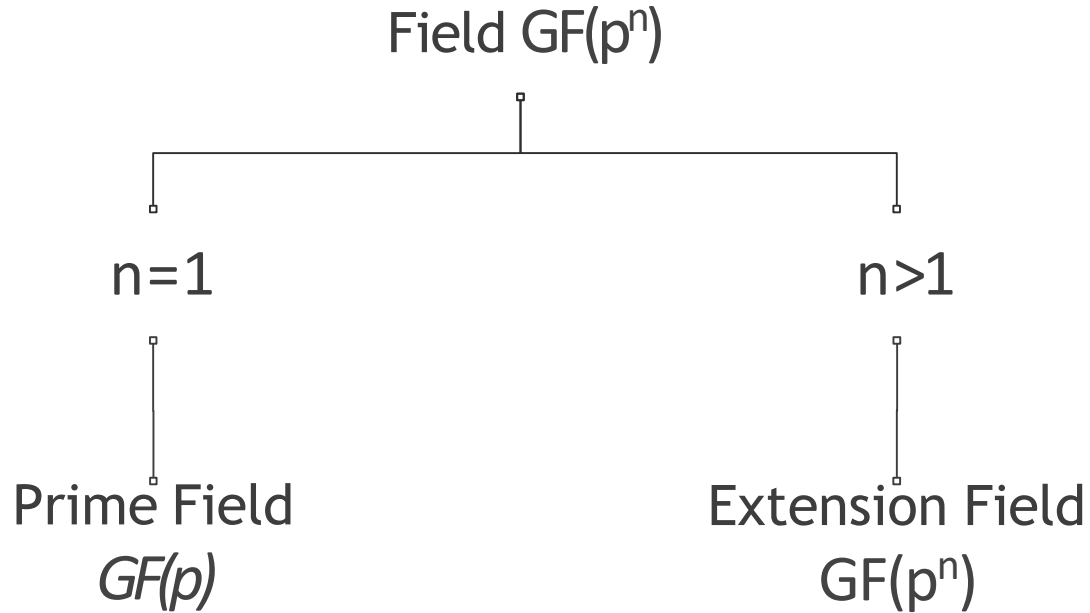 Field GF(pⁿ)
n=1
n>1
Prime Field
GF(p)
Extension Field
GF(pⁿ)